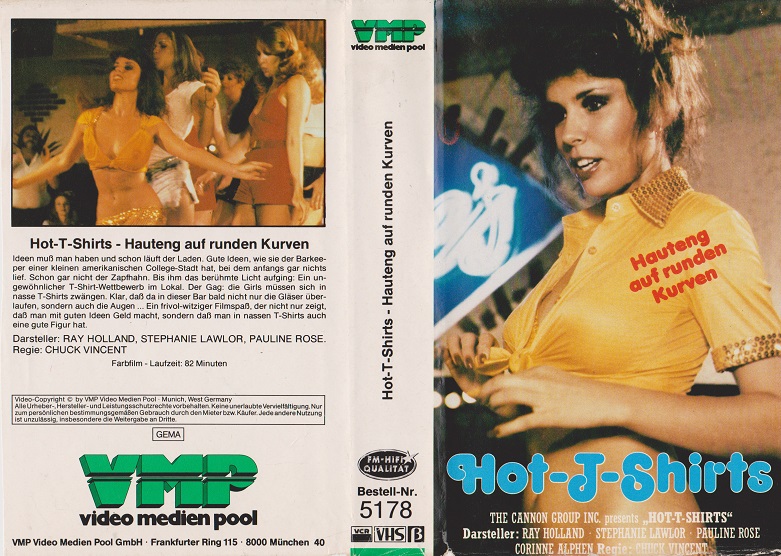 Hot-T-Shirts - Hauteng auf runden Kurven
Ideen muß man haben und schon läuft der Laden. Gute Ideen, wie sie der Barkee-
per einer kleinen amerikanischen College-Stadt hat, bei dem anfangs gar nichts
lief. Schon gar nicht der Zapfhahn. Bis ihm das berühmte Licht aufging: Ein un-
gewöhnlicher T-Shirt-Wettbewerb im Lokal. Der Gag: die Girls müssen sich in
nasse T-Shirts zwängen. Klar, daß da in dieser Bar bald nicht nur die Gläser über-
laufen, sondern auch die Augen ... Ein frivol-witziger Filmspaß, der nicht nur zeigt,
daß man mit guten Ideen Geld macht, sondern daß man in nassen T-Shirts auch
eine gute Figur hat.
Darsteller: RAY HOLLAND, STEPHANIE LAWLOR, PAULINE ROSE.
Regie: CHUCK VINCENT
Farbfilm - Laufzeit: 82 Minuten
Video-Copyright © by VMP Video Medien Pool · Munich, West Germany
Alle Urheber-, Hersteller- und Leistungsschutzrechte vorbehalten. Keine unerlaubte Vervielfältigung. Nur
zum persönlichen bestimmungsgemäßen Gebrauch durch den Mieter bzw. Käufer. Jede andere Nutzung
ist unzulässig, insbesondere die Weitergabe an Dritte.
GEMA
VMP
video medien pool
VMP Video Medien Pool GmbH · Frankfurter Ring 115 · 8000 München 40
VMP
video medien pool
Hot-T-Shirts - Hauteng auf runden Kurven
FM-HIFI
QUALITÄT
Bestell-Nr.
5178
VCR VHS β
Hauteng
auf runden
Kurven
Hot-T-Shirts
THE CANNON GROUP INC. presents „HOT-T-SHIRTS"
Darsteller: RAY HOLLAND · STEPHANIE LAWLOR · PAULINE ROSE
CORINNE ALPHEN Regie: CHUCK VINCENT